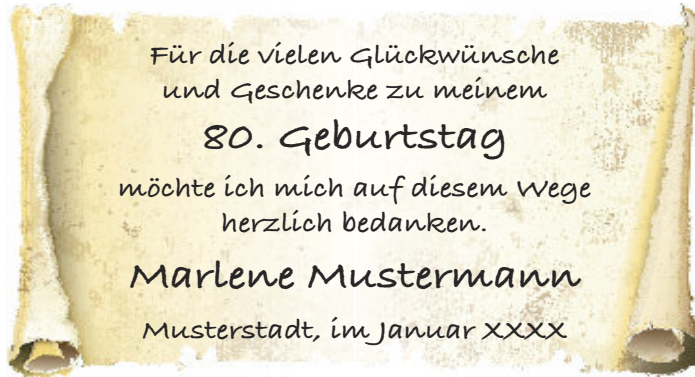 Für die vielen Glückwünsche
und Geschenke zu meinem
80. Geburtstag
möchte ich mich auf diesem Wege
herzlich bedanken.
Marlene Mustermann
Musterstadt, im Januar XXXX